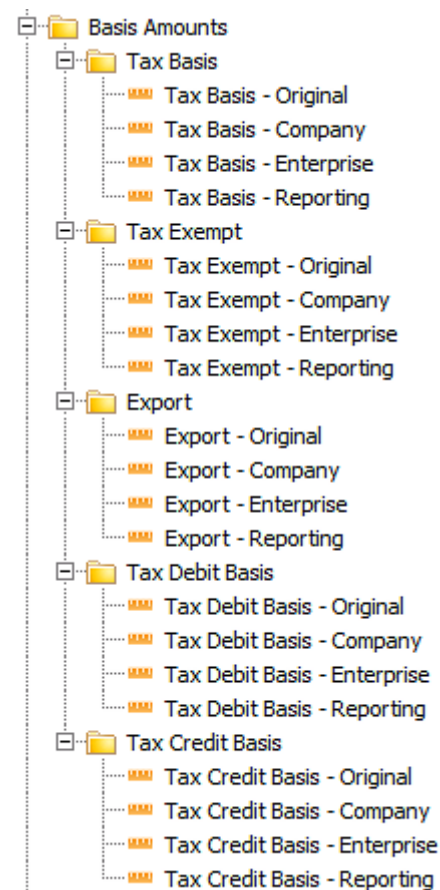 Basis Amounts
Tax Basis
Tax Basis - Original
Tax Basis - Company
Tax Basis - Enterprise
Tax Basis - Reporting
Tax Exempt
Tax Exempt - Original
Tax Exempt - Company
Tax Exempt - Enterprise
Tax Exempt - Reporting
Export
Export - Original
Export - Company
Export - Enterprise
Export - Reporting
Tax Debit Basis
Tax Debit Basis - Original
Tax Debit Basis - Company
Tax Debit Basis - Enterprise
Tax Debit Basis - Reporting
Tax Credit Basis
Tax Credit Basis - Original
Tax Credit Basis - Company
Tax Credit Basis - Enterprise
Tax Credit Basis - Reporting